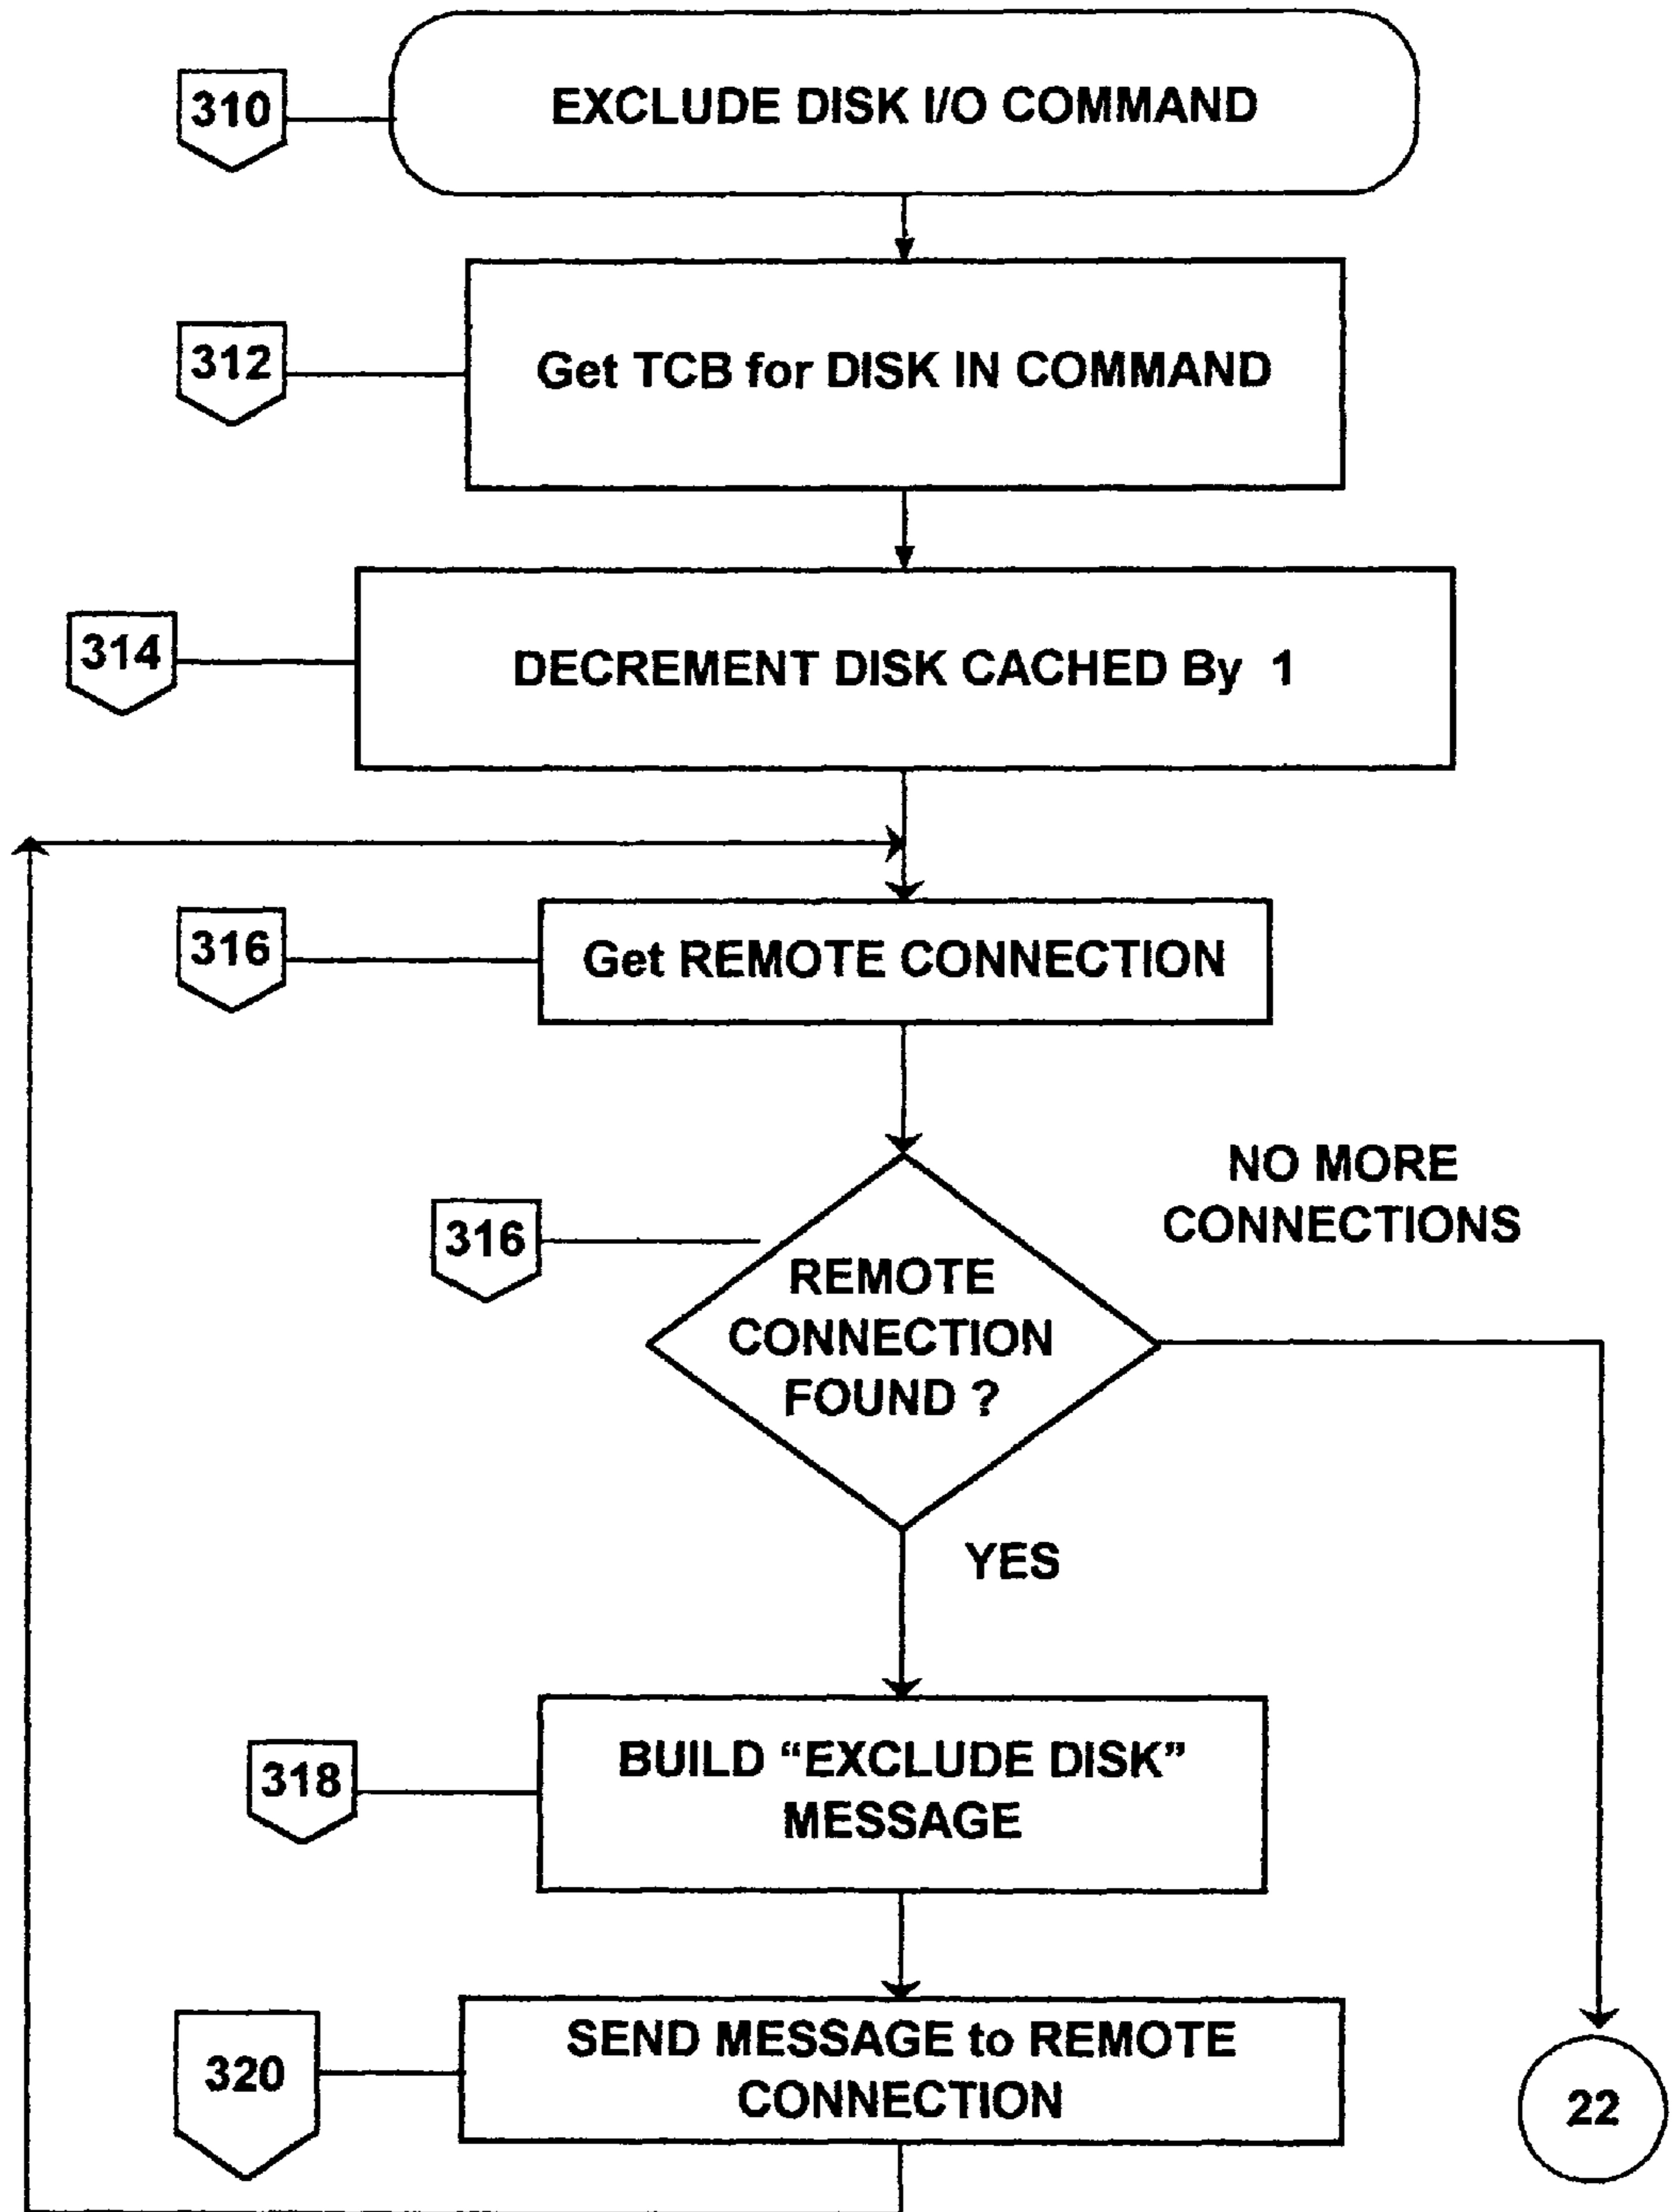 310
EXCLUDE DISK I/O COMMAND
312
Get TCB for DISK IN COMMAND
314
DECREMENT DISK CACHED By 1
316
Get REMOTE CONNECTION
NO MORE
CONNECTIONS
316
REMOTE
CONNECTION
FOUND ?
YES
318
BUILD “EXCLUDE DISK”
MESSAGE
320
SEND MESSAGE to REMOTE
CONNECTION
22